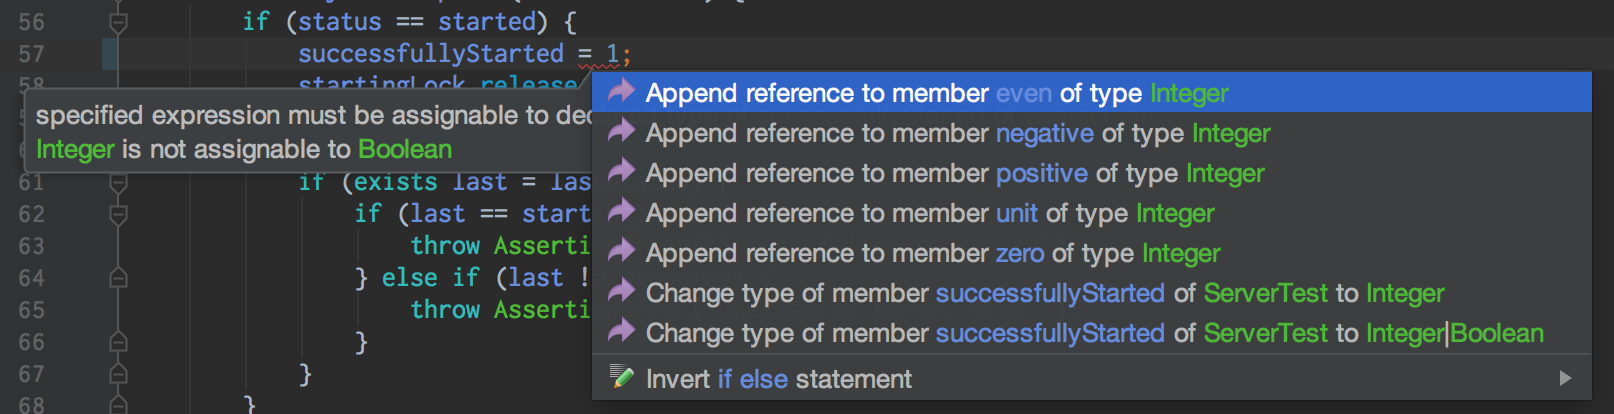 56 if (status == started) {
57 successfullyStarted = 1;
58 startingLock.release
specified expression must be assignable to dec
Integer is not assignable to Boolean
Append reference to member even of type Integer
Append reference to member negative of type Integer
Append reference to member positive of type Integer
Append reference to member unit of type Integer
Append reference to member zero of type Integer
Change type of member successfullyStarted of ServerTest to Integer
Change type of member successfullyStarted of ServerTest to Integer|Boolean
Invert if else statement
61 if (exists last = las
62 if (last == start
63 throw Asserti
64 } else if (last !
65 throw Asserti
66 }
67 }
68 }